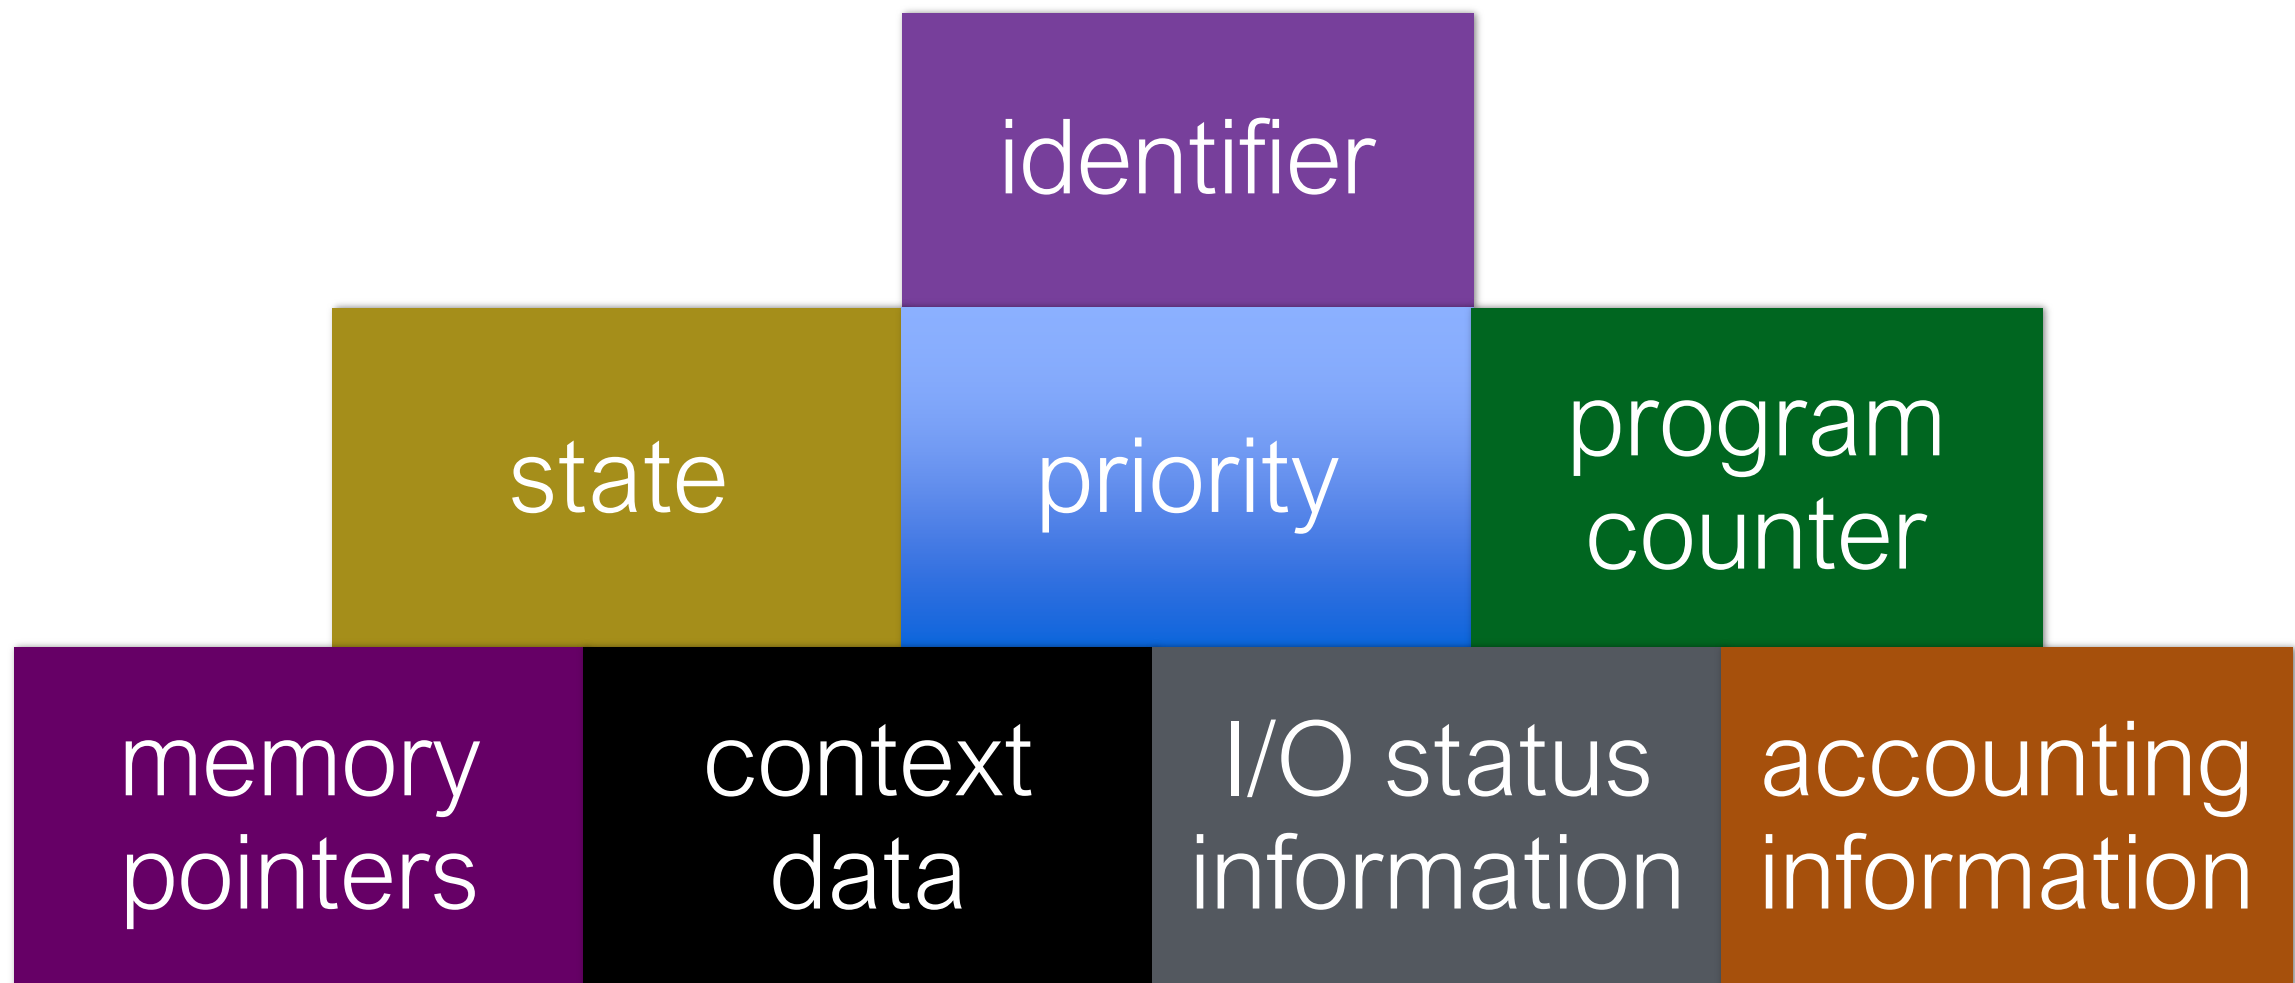 identifier
state
priority
program
counter
memory
pointers
context
data
I/O status
information
accounting
information